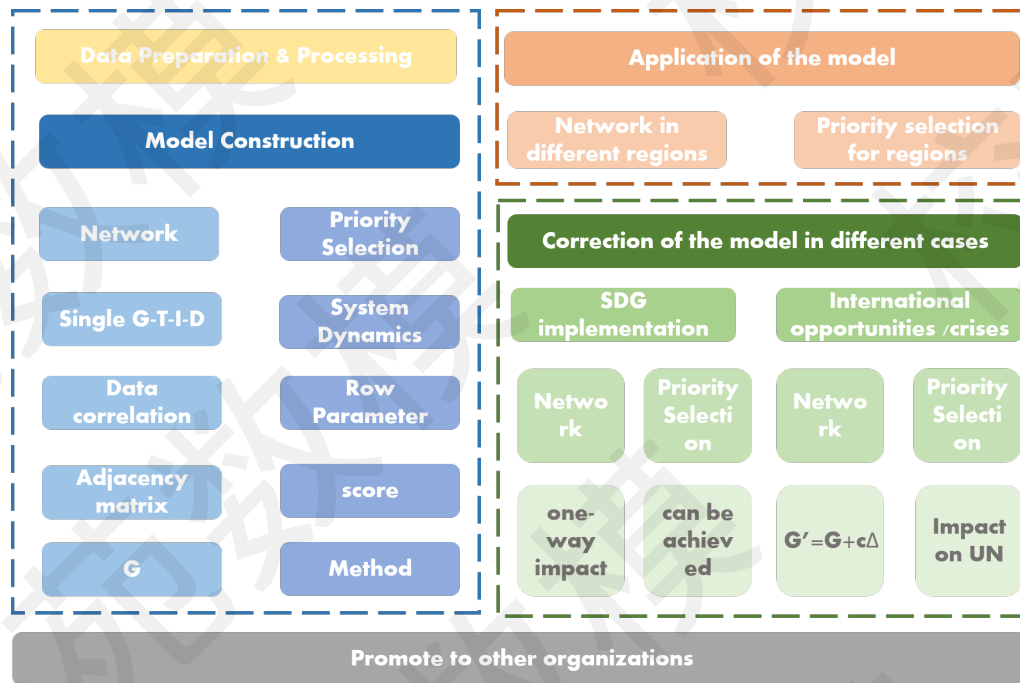 Data Preparation & Processing
Model Construction
Network
Priority
Selection
Single G-T-I-D
System
Dynamics
Data
correlation
Row
Parameter
Adjacency
matrix
score
G
Method
Application of the model
Network in
different regions
Priority selection
for regions
Correction of the model in different cases
SDG
implementation
International
opportunities /crises
Netwo
rk
Priority
Selecti
on
Netwo
rk
Priority
Selecti
on
one-
way
impact
can be
achiev
ed
G’=G+cΔ
Impact
on UN
Promote to other organizations